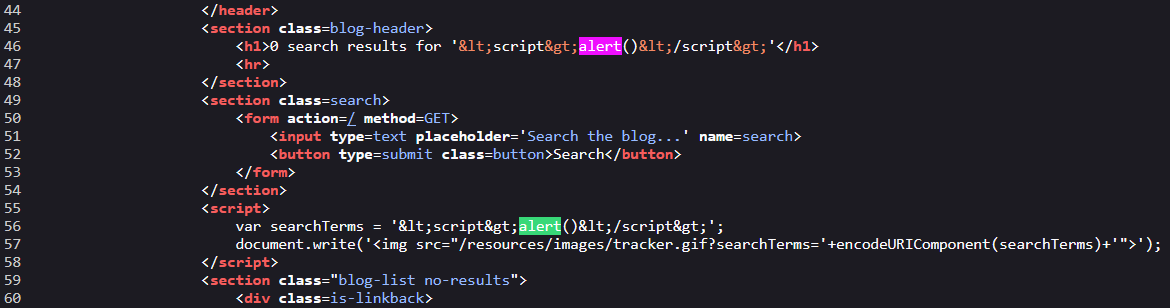 44 </header>
45 <section class=blog-header>
46 <h1>0 search results for '&lt;script&gt;alert()&lt;/script&gt;'</h1>
47 <hr>
48 </section>
49 <section class=search>
50 <form action=/ method=GET>
51 <input type=text placeholder='Search the blog...' name=search>
52 <button type=submit class=button>Search</button>
53 </form>
54 </section>
55 <script>
56 var searchTerms = '&lt;script&gt;alert()&lt;/script&gt;';
57 document.write('<img src="/resources/images/tracker.gif?searchTerms='+encodeURIComponent(searchTerms)+'">');
58 </script>
59 <section class="blog-list no-results">
60 <div class=is-linkback>